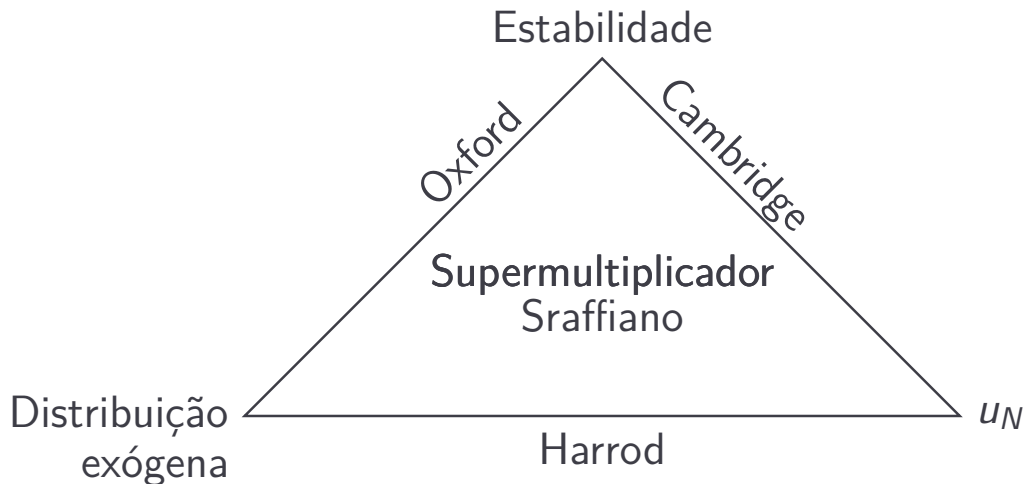 Estabilidade
Oxford
Cambridge
Supermultiplicador
Sraffiano
Distribuição
exógena
u_N
Harrod